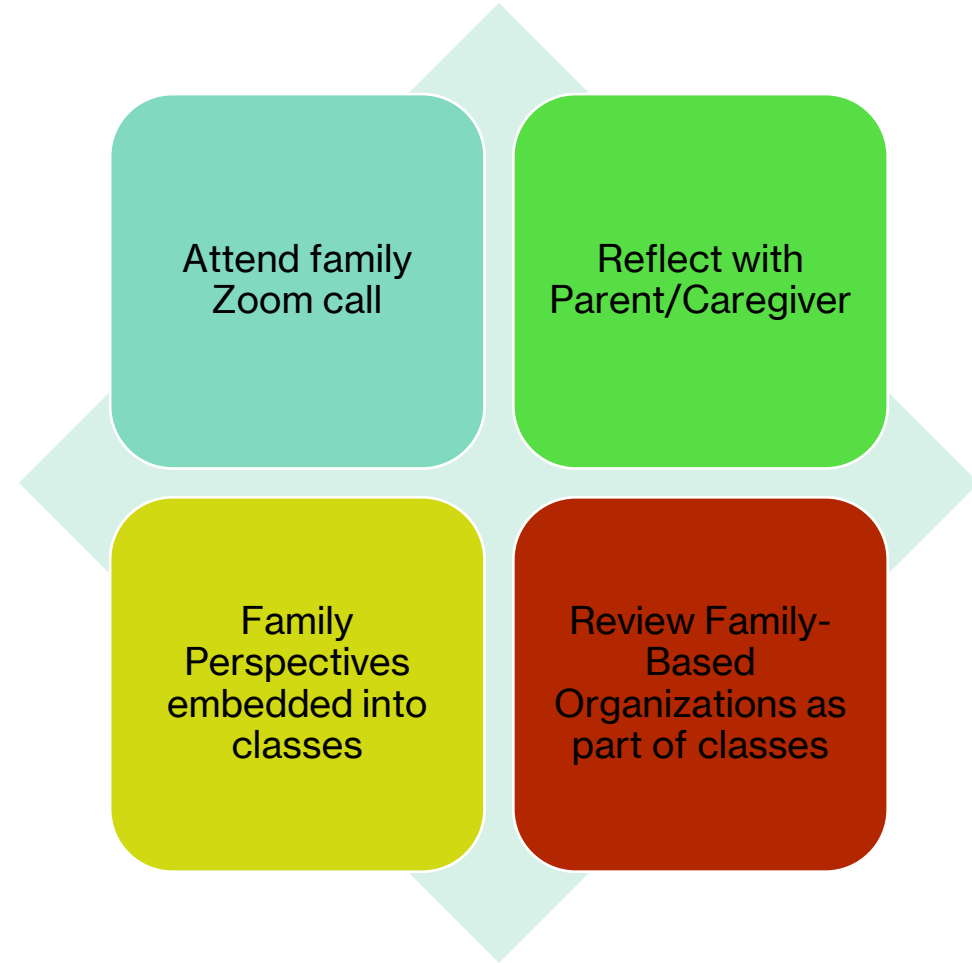 Attend family
Zoom call
Reflect with
Parent/Caregiver
Family
Perspectives
embedded into
classes
Review Family-
Based
Organizations as
part of classes